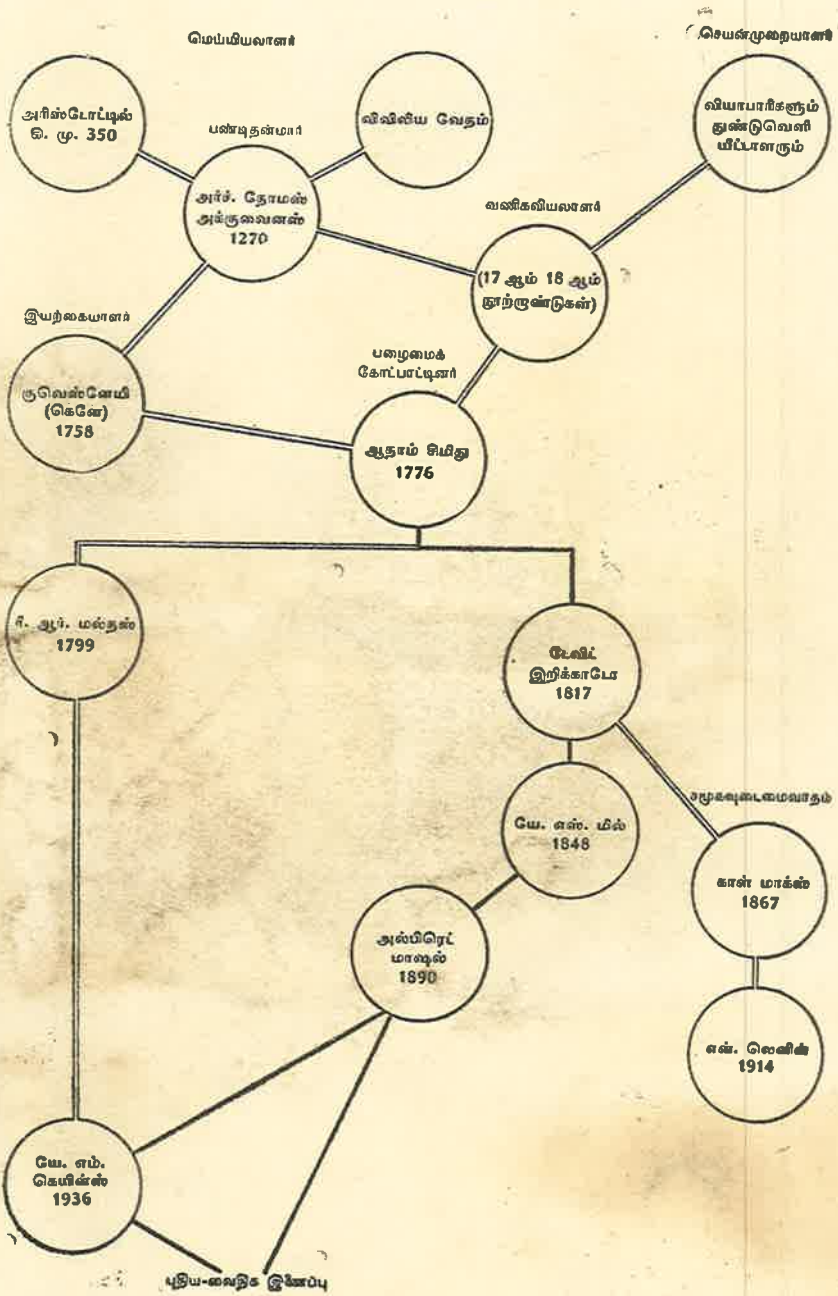 மெய்யியலாளர்
செயன்முறையாளர்
அரிஸ்டோட்டில்
கி. மு. 350
பண்டிதன்மார்
விவிலிய வேதம்
வியாபாரிகளும்
துண்டுவெளி
யீட்டாளரும்
அர்ச். தோமஸ்
அக்குவைனஸ்
1270
வணிகவியலாளர்
(17 ஆம் 18 ஆம்
நூற்றாண்டுகள்)
இயற்கையாளர்
பழைமைக்
கோட்பாட்டினர்
குவெஸ்னேயி
(கெனே)
1758
ஆதாம் சிமிது
1776
ரி. ஆர். மல்தஸ்
1799
டேவிட்
இறிக்காடோ
1817
சமூகவுடைமைவாதம்
யே. எஸ். மில்
1848
கார்ள் மாக்ஸ்
1867
அல்பிரெட்
மாஷல்
1890
என். லெனின்
1914
யே. எம்.
கெயின்ஸ்
1936
புதிய-வைதிக இணைப்பு